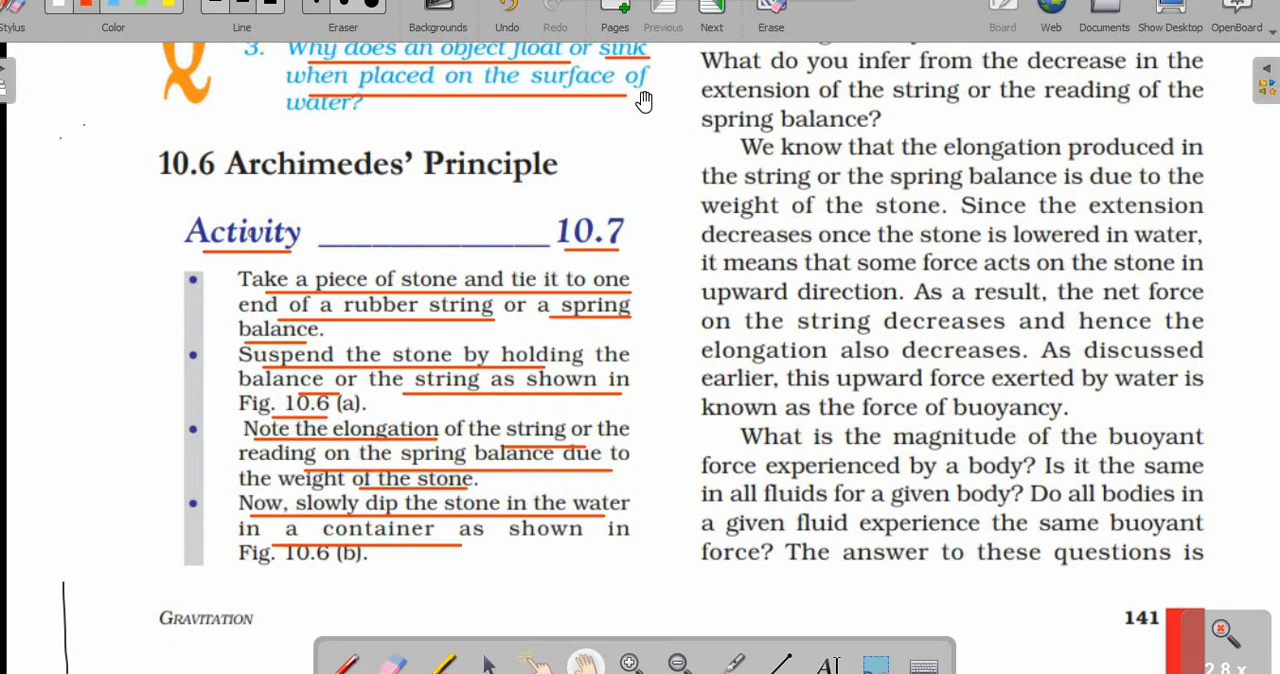 Stylus
Color
Line
Eraser
Backgrounds
Undo
Redo
Pages
Previous
Next
Erase
Board
Web
Documents
Show Desktop
OpenBoard
Q
3. Why does an object float or sink
when placed on the surface of
water?
10.6 Archimedes’ Principle
Activity ______________ 10.7
• Take a piece of stone and tie it to one
end of a rubber string or a spring
balance.
• Suspend the stone by holding the
balance or the string as shown in
Fig. 10.6 (a).
• Note the elongation of the string or the
reading on the spring balance due to
the weight of the stone.
• Now, slowly dip the stone in the water
in a container as shown in
Fig. 10.6 (b).
What do you infer from the decrease in the
extension of the string or the reading of the
spring balance?
We know that the elongation produced in
the string or the spring balance is due to the
weight of the stone. Since the extension
decreases once the stone is lowered in water,
it means that some force acts on the stone in
upward direction. As a result, the net force
on the string decreases and hence the
elongation also decreases. As discussed
earlier, this upward force exerted by water is
known as the force of buoyancy.
What is the magnitude of the buoyant
force experienced by a body? Is it the same
in all fluids for a given body? Do all bodies in
a given fluid experience the same buoyant
force? The answer to these questions is
GRAVITATION
141
2.8 x